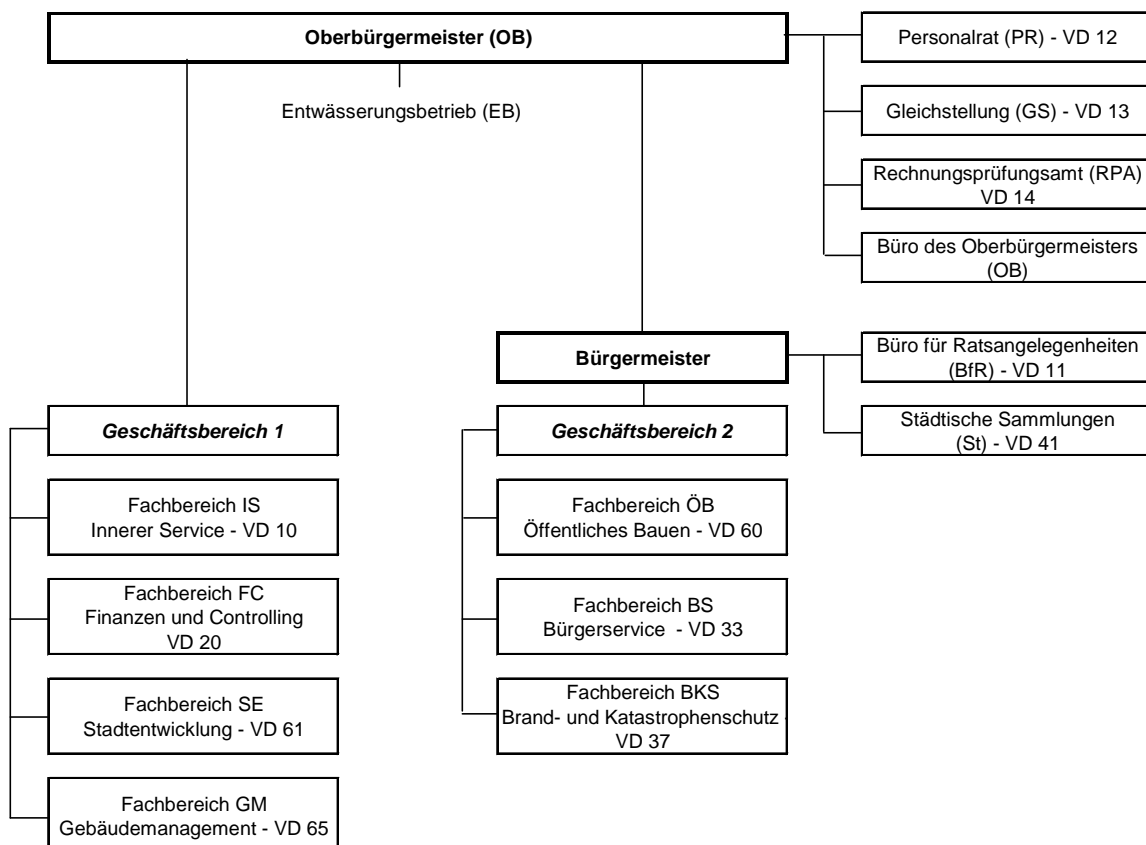 Oberbürgermeister (OB)
Entwässerungsbetrieb (EB)
Personalrat (PR) - VD 12
Gleichstellung (GS) - VD 13
Rechnungsprüfungsamt (RPA)
VD 14
Büro des Oberbürgermeisters
(OB)
Bürgermeister
Büro für Ratsangelegenheiten
(BfR) - VD 11
Städtische Sammlungen
(St) - VD 41
Geschäftsbereich 1
Fachbereich IS
Innerer Service - VD 10
Fachbereich FC
Finanzen und Controlling
VD 20
Fachbereich SE
Stadtentwicklung - VD 61
Fachbereich GM
Gebäudemanagement - VD 65
Geschäftsbereich 2
Fachbereich ÖB
Öffentliches Bauen - VD 60
Fachbereich BS
Bürgerservice - VD 33
Fachbereich BKS
Brand- und Katastrophenschutz -
VD 37